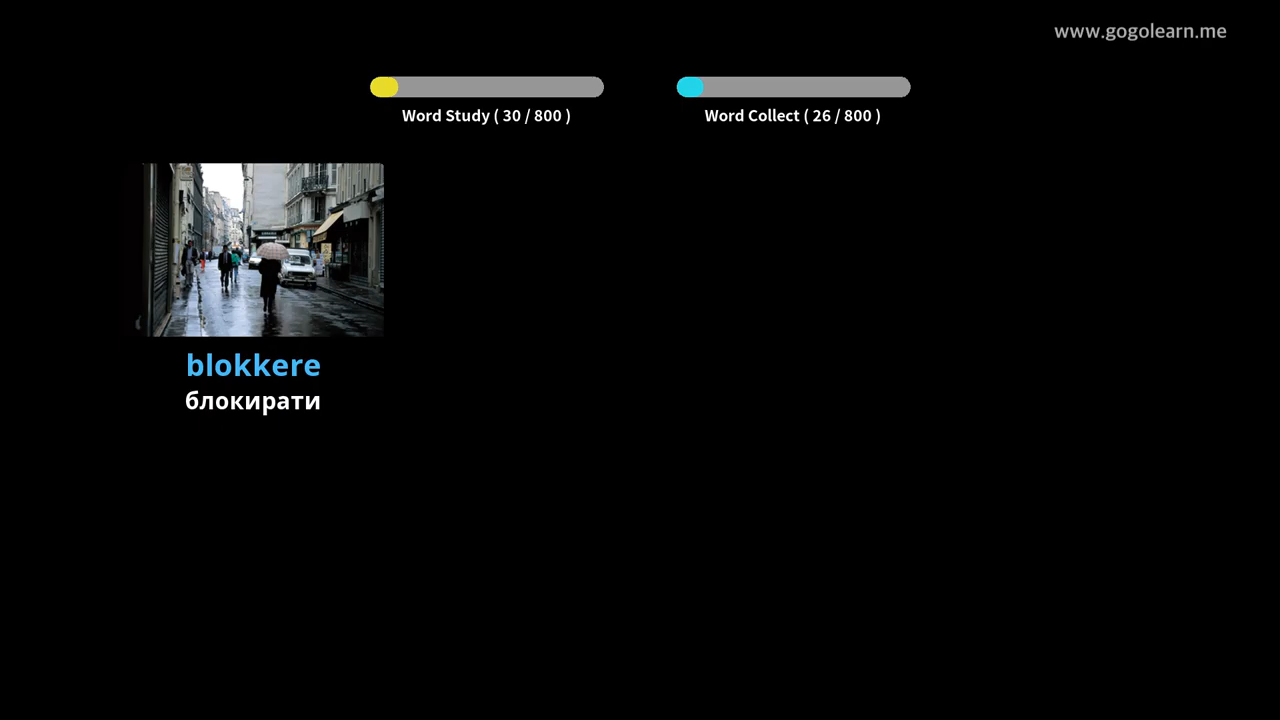 www.gogolearn.me
Word Study ( 30 / 800 )
Word Collect ( 26 / 800 )
blokkere
блокирати